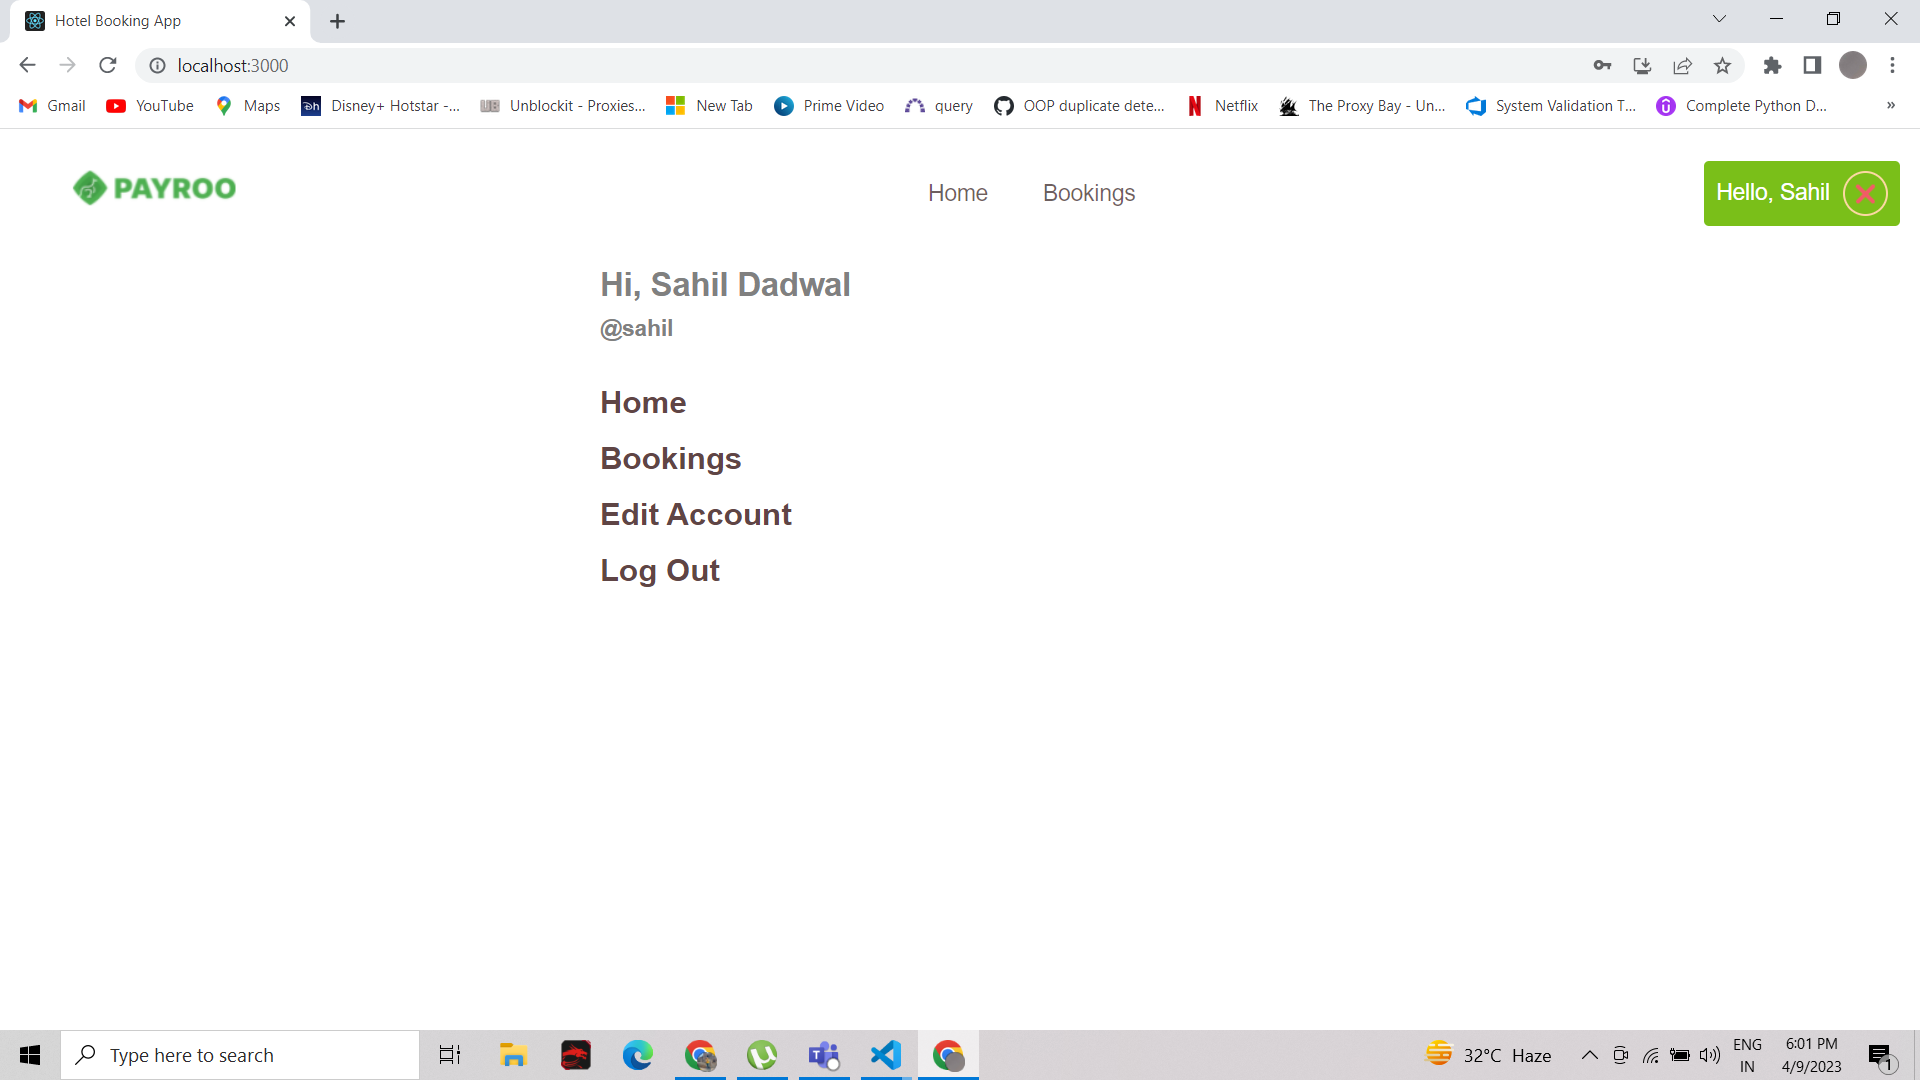 Hotel Booking App
localhost:3000
Gmail YouTube Maps Disney+ Hotstar -... Unblockit - Proxies... New Tab Prime Video query OOP duplicate dete... Netflix The Proxy Bay - Un... System Validation T... Complete Python D... »
PAYROO Home Bookings Hello, Sahil
Hi, Sahil Dadwal
@sahil
Home
Bookings
Edit Account
Log Out
Type here to search 32°C Haze ENG 6:01 PM
IN 4/9/2023 1